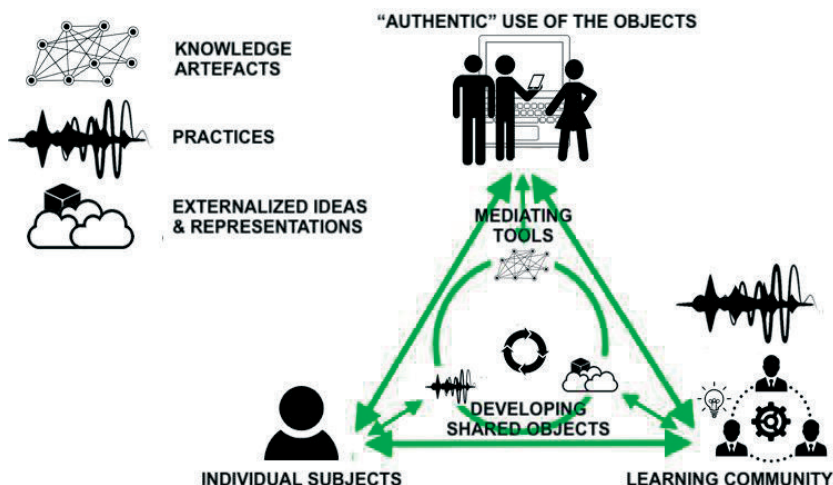 “AUTHENTIC” USE OF THE OBJECTS
KNOWLEDGE
ARTEFACTS
PRACTICES
EXTERNALIZED IDEAS
& REPRESENTATIONS
MEDIATING
TOOLS
DEVELOPING
SHARED OBJECTS
INDIVIDUAL SUBJECTS
LEARNING COMMUNITY